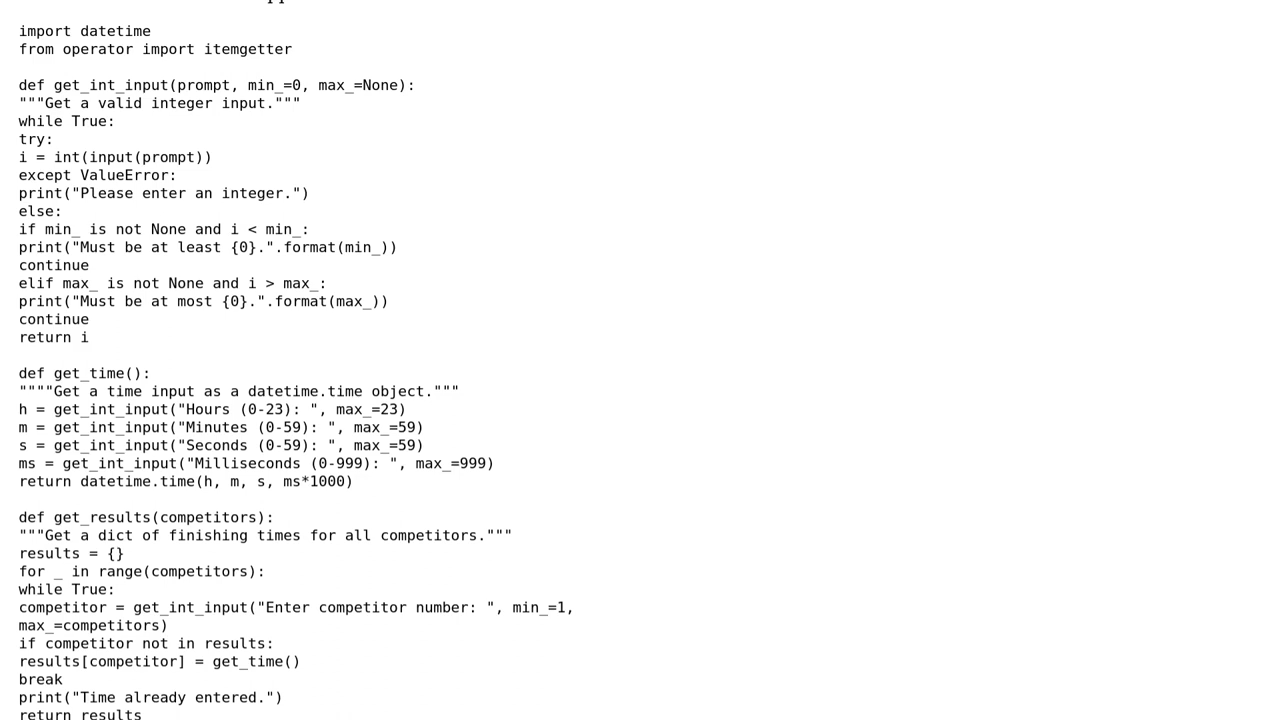 import datetime
from operator import itemgetter
def get_int_input(prompt, min_=0, max_=None):
"""Get a valid integer input."""
while True:
try:
i = int(input(prompt))
except ValueError:
print("Please enter an integer.")
else:
if min_ is not None and i < min_:
print("Must be at least {0}.".format(min_))
continue
elif max_ is not None and i > max_:
print("Must be at most {0}.".format(max_))
continue
return i
def get_time():
""""Get a time input as a datetime.time object."""
h = get_int_input("Hours (0-23): ", max_=23)
m = get_int_input("Minutes (0-59): ", max_=59)
s = get_int_input("Seconds (0-59): ", max_=59)
ms = get_int_input("Milliseconds (0-999): ", max_=999)
return datetime.time(h, m, s, ms*1000)
def get_results(competitors):
"""Get a dict of finishing times for all competitors."""
results = {}
for _ in range(competitors):
while True:
competitor = get_int_input("Enter competitor number: ", min_=1,
max_=competitors)
if competitor not in results:
results[competitor] = get_time()
break
print("Time already entered.")
return results